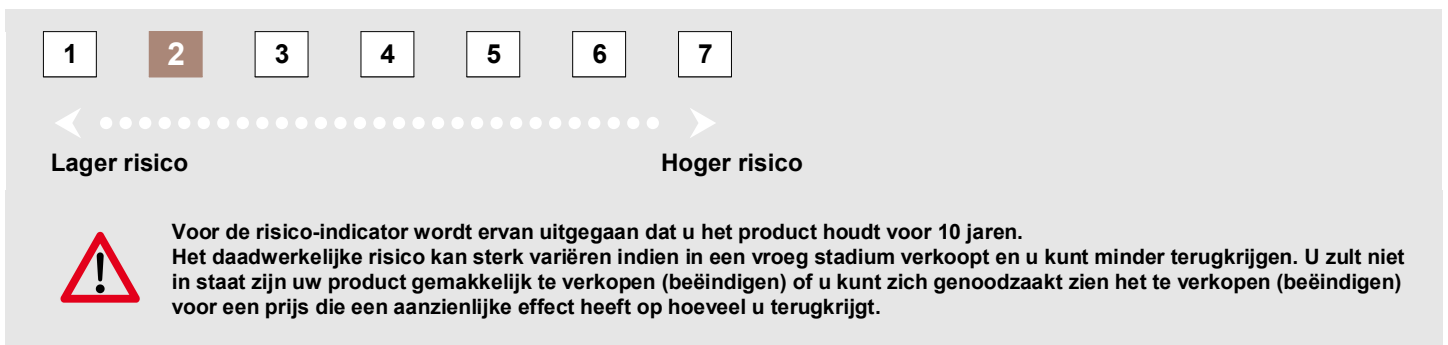 1 2 3 4 5 6 7
Lager risico Hoger risico
Voor de risico-indicator wordt ervan uitgegaan dat u het product houdt voor 10 jaren.
Het daadwerkelijke risico kan sterk variëren indien in een vroeg stadium verkoopt en u kunt minder terugkrijgen. U zult niet
in staat zijn uw product gemakkelijk te verkopen (beëindigen) of u kunt zich genoodzaakt zien het te verkopen (beëindigen)
voor een prijs die een aanzienlijke effect heeft op hoeveel u terugkrijgt.